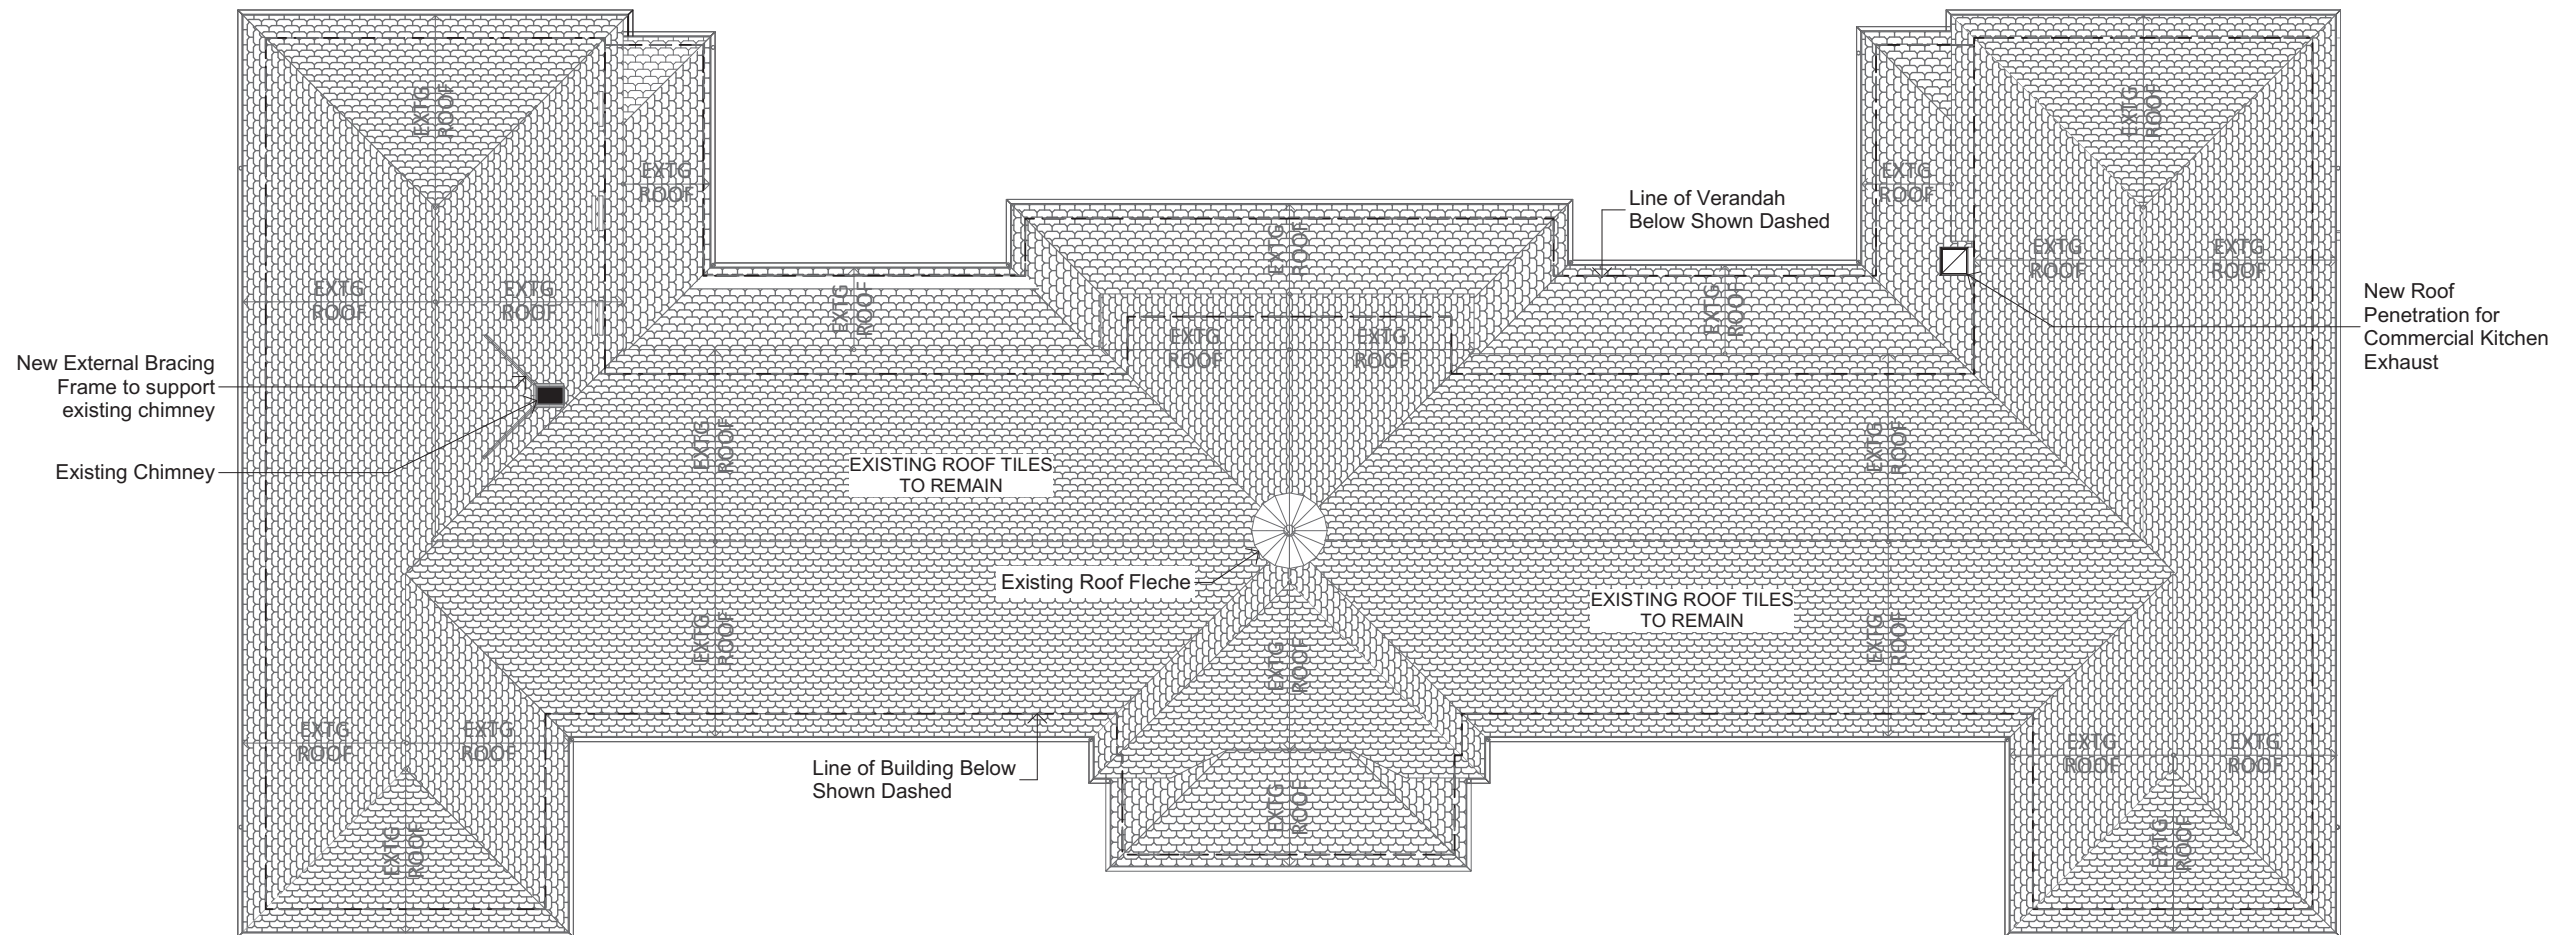 EXTG
ROOF
EXTG
ROOF
EXTG
ROOF
EXTG
ROOF
Line of Verandah
Below Shown Dashed
EXTG
ROOF
EXTG
ROOF
EXTG
ROOF
EXTG
ROOF
EXTG
ROOF
EXTG
ROOF
EXTG
ROOF
EXTG
ROOF
EXTG
ROOF
New Roof
Penetration for
Commercial Kitchen
Exhaust
EXTG
ROOF
EXTG
ROOF
New External Bracing
Frame to support
existing chimney
Existing Chimney
EXTG
ROOF
EXISTING ROOF TILES
TO REMAIN
EXTG
ROOF
Existing Roof Fleche
EXISTING ROOF TILES
TO REMAIN
EXTG
ROOF
EXTG
ROOF
EXTG
ROOF
EXTG
ROOF
EXTG
ROOF
Line of Building Below
Shown Dashed
EXTG
ROOF
EXTG
ROOF
EXTG
ROOF
EXTG
ROOF
EXTG
ROOF